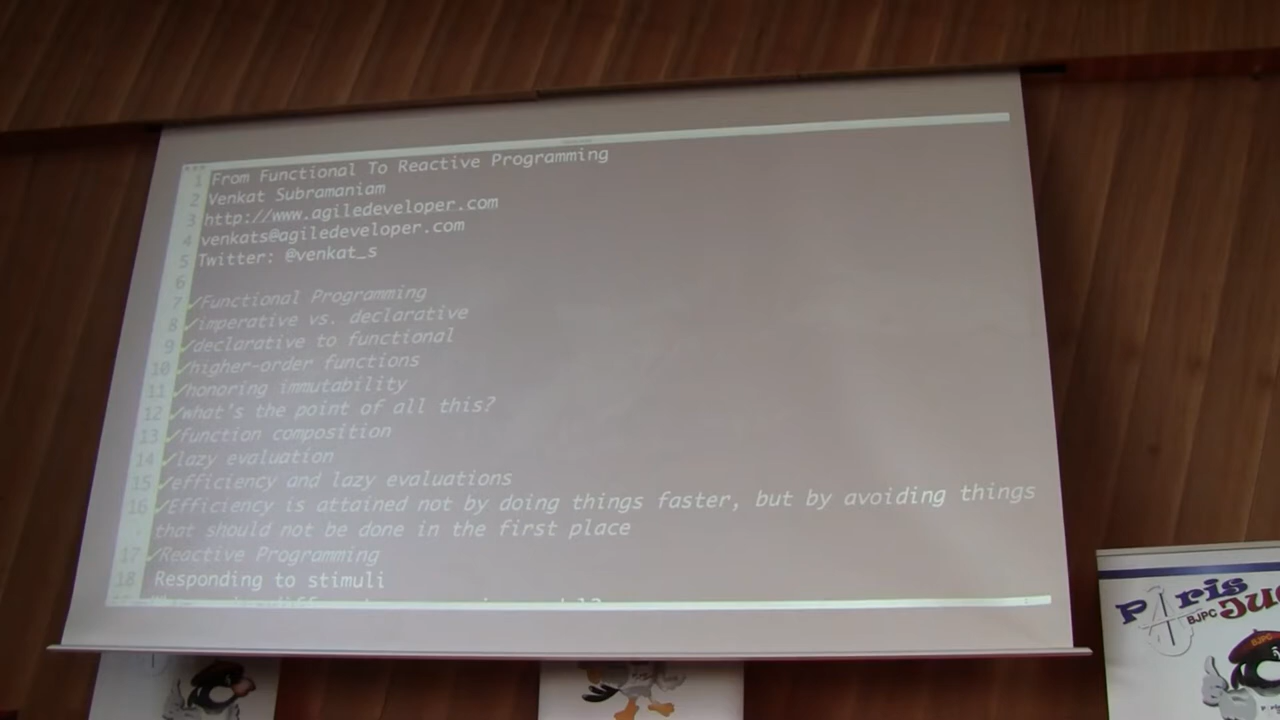 1 From Functional To Reactive Programming
2 Venkat Subramaniam
3 http://www.agiledeveloper.com
4 venkats@agiledeveloper.com
5 Twitter: @venkat_s
6
7 ✓Functional Programming
8 ✓imperative vs. declarative
9 ✓declarative to functional
10 ✓higher-order functions
11 ✓honoring immutability
12 ✓what's the point of all this?
13 ✓function composition
14 ✓lazy evaluation
15 ✓efficiency and lazy evaluations
16 ✓Efficiency is attained not by doing things faster, but by avoiding things
that should not be done in the first place
17 ✓Reactive Programming
18 Responding to stimuli
Paris
BJPC